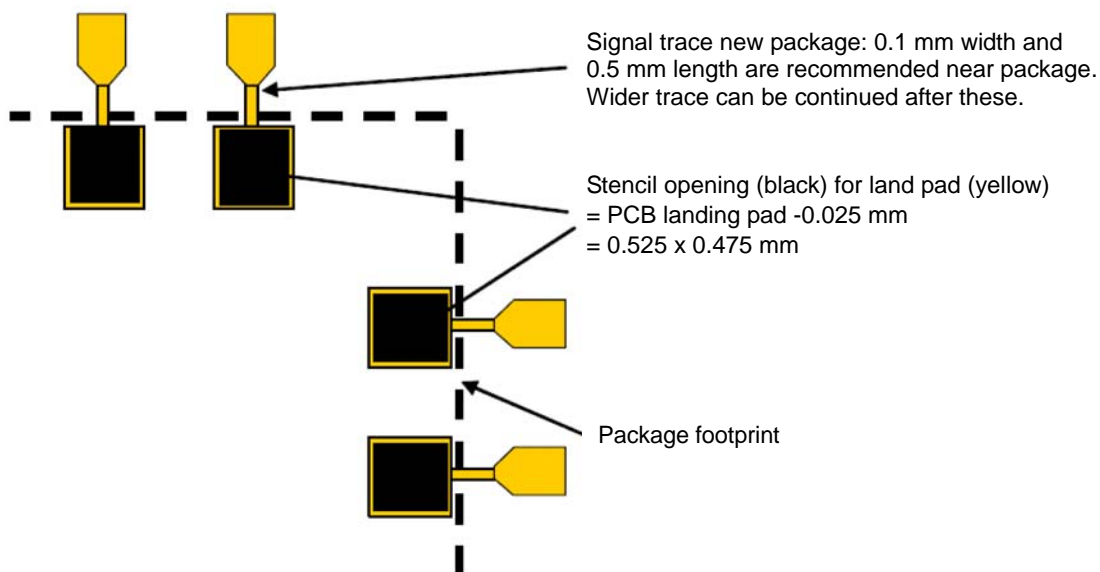 Signal trace new package: 0.1 mm width and
0.5 mm length are recommended near package.
Wider trace can be continued after these.
Stencil opening (black) for land pad (yellow)
= PCB landing pad -0.025 mm
= 0.525 x 0.475 mm
Package footprint